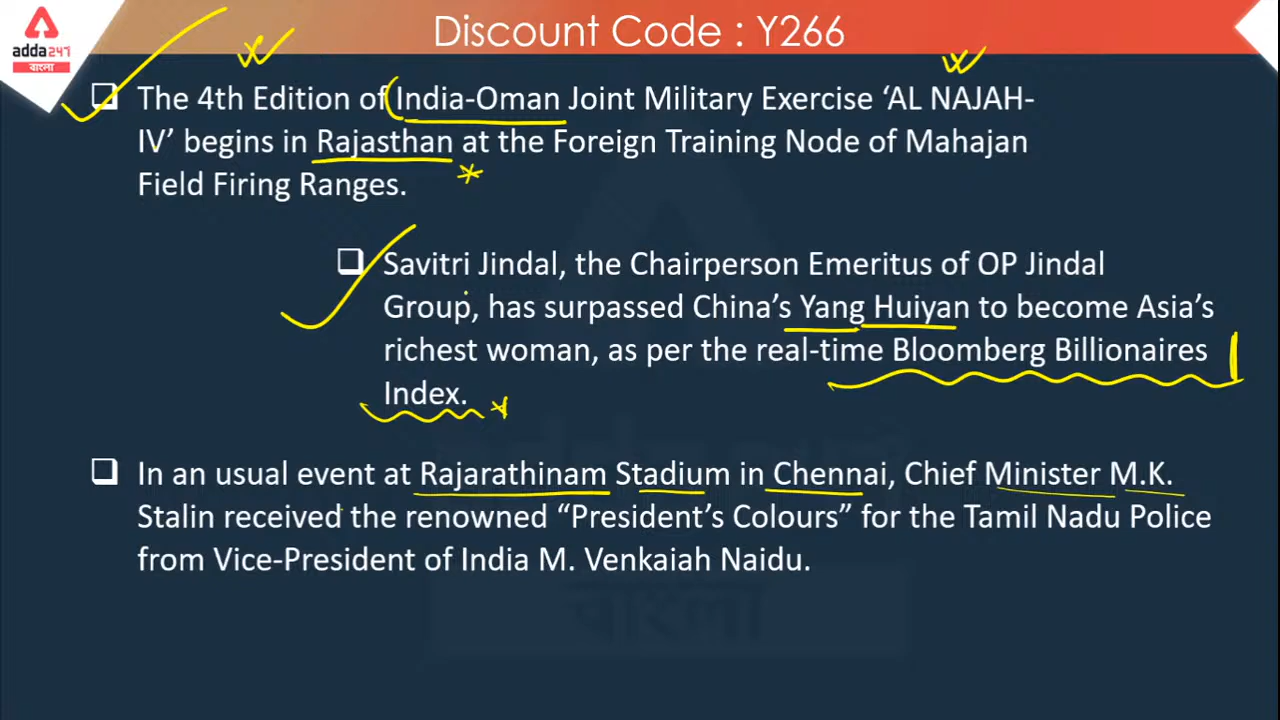 Discount Code : Y266
adda247
বাংলা
The 4th Edition of India-Oman Joint Military Exercise ‘AL NAJAH-
IV’ begins in Rajasthan at the Foreign Training Node of Mahajan
Field Firing Ranges.
Savitri Jindal, the Chairperson Emeritus of OP Jindal
Group, has surpassed China’s Yang Huiyan to become Asia’s
richest woman, as per the real-time Bloomberg Billionaires
Index.
In an usual event at Rajarathinam Stadium in Chennai, Chief Minister M.K.
Stalin received the renowned “President’s Colours” for the Tamil Nadu Police
from Vice-President of India M. Venkaiah Naidu.
বাংলা